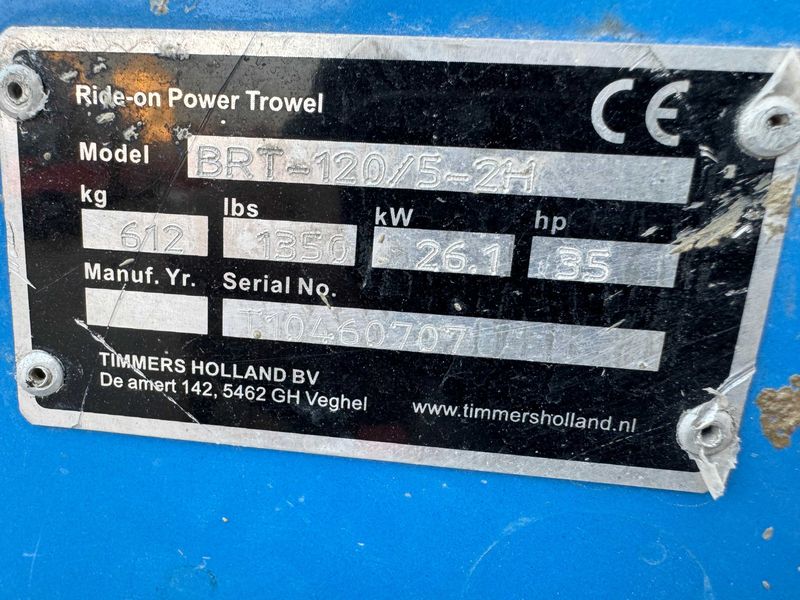 Ride-on Power Trowel CE
Model BRT-120/5-2H
kg lbs kW hp
612 1350 26.1 35
Manuf. Yr. Serial No.
T10460707
TIMMERS HOLLAND BV
De amert 142, 5462 GH Veghel www.timmersholland.nl